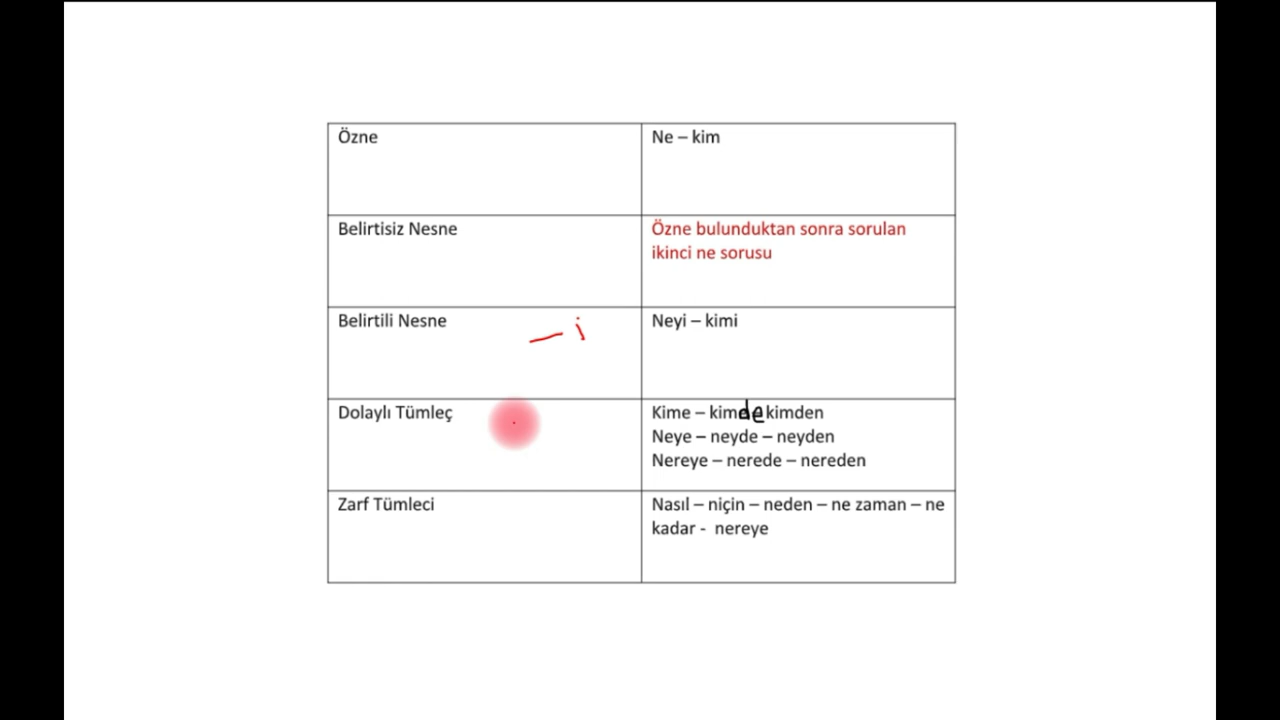 Özne
Ne – kim
Belirtisiz Nesne
Özne bulunduktan sonra sorulan
ikinci ne sorusu
Belirtili Nesne
– i
Neyi – kimi
Dolaylı Tümleç
Kime – kimde kimden
Neye – neyde – neyden
Nereye – nerede – nereden
Zarf Tümleci
Nasıl – niçin – neden – ne zaman – ne
kadar - nereye